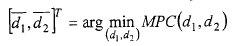 [d̅₁, d̅₂]ᵀ = arg min MPC(d₁, d₂)
(d₁, d₂)